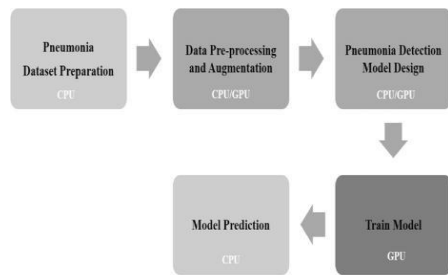 Pneumonia
Dataset Preparation
CPU
Data Pre-processing
and Augmentation
CPU/GPU
Pneumonia Detection
Model Design
CPU/GPU
Train Model
GPU
Model Prediction
CPU